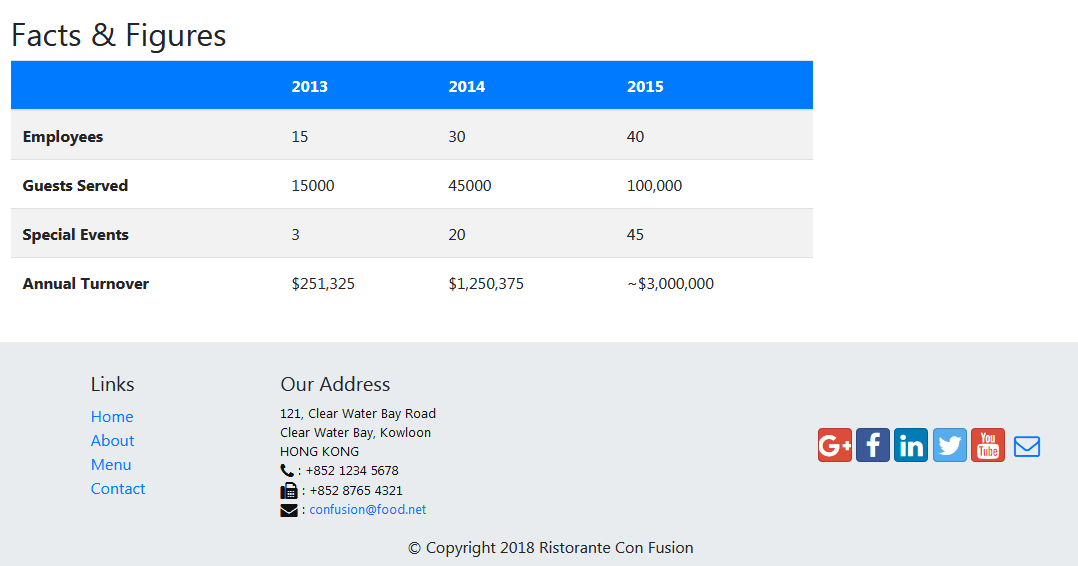 Facts & Figures
2013 2014 2015
Employees 15 30 40
Guests Served 15000 45000 100,000
Special Events 3 20 45
Annual Turnover $251,325 $1,250,375 ~$3,000,000
Links
Home
About
Menu
Contact
Our Address
121, Clear Water Bay Road
Clear Water Bay, Kowloon
HONG KONG
: +852 1234 5678
: +852 8765 4321
: confusion@food.net
G+ f in You Tube
© Copyright 2018 Ristorante Con Fusion